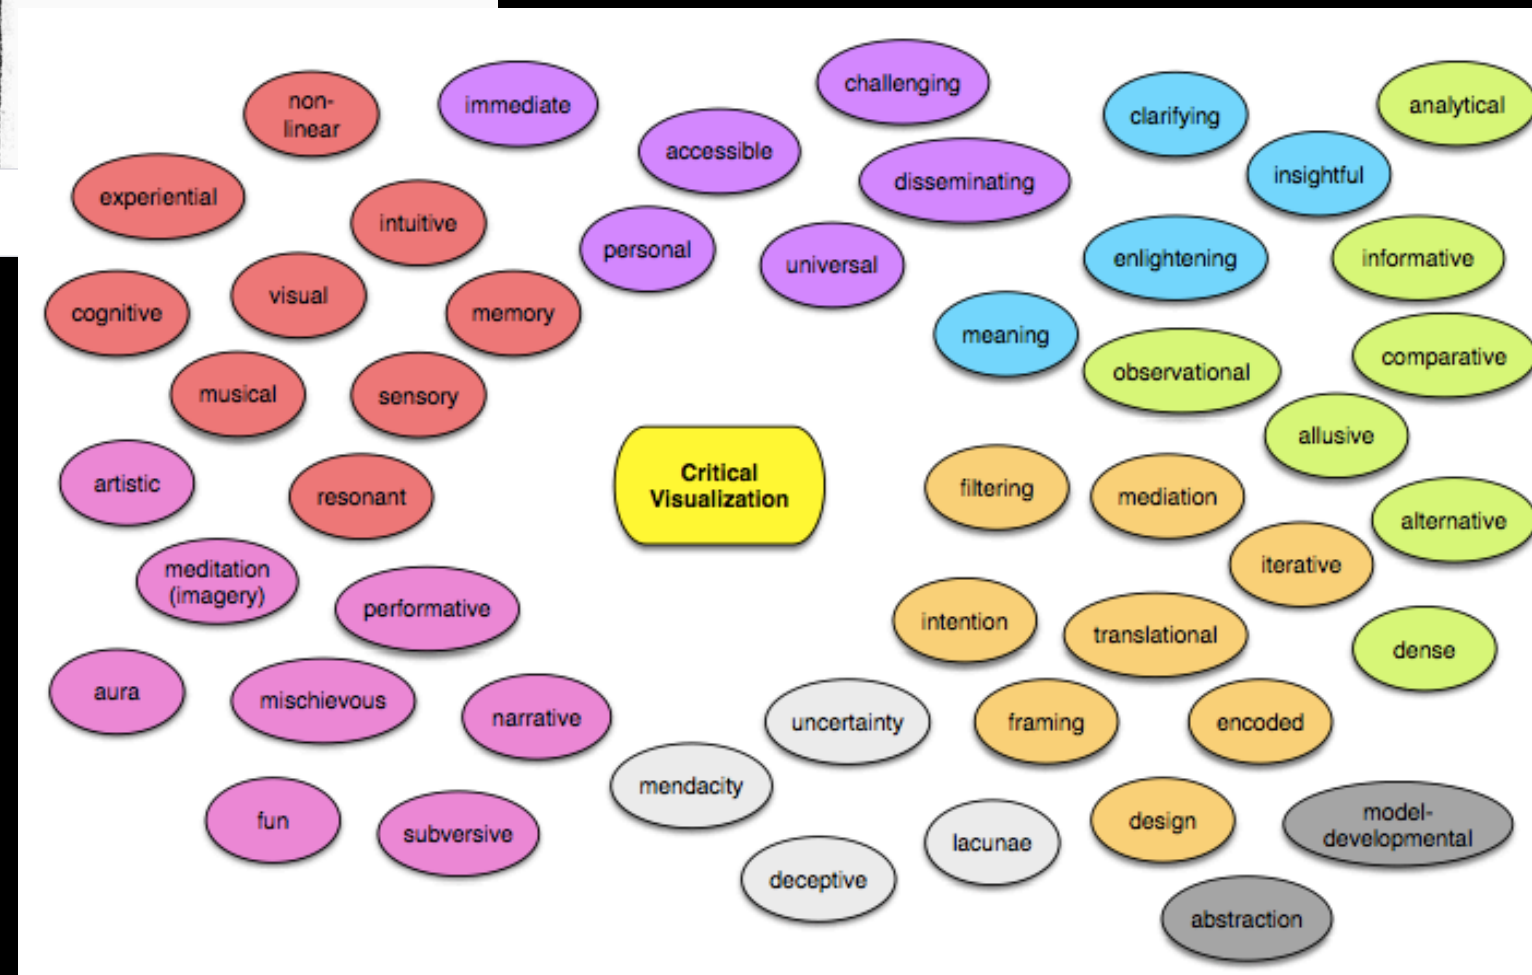 non-
linear
immediate
challenging
accessible
clarifying
analytical
experiential
intuitive
disseminating
insightful
personal
universal
enlightening
informative
cognitive
visual
memory
meaning
observational
comparative
musical
sensory
allusive
artistic
resonant
Critical
Visualization
filtering
mediation
alternative
meditation
(imagery)
performative
iterative
intention
translational
dense
aura
mischievous
narrative
uncertainty
framing
encoded
mendacity
fun
subversive
lacunae
design
model-
developmental
deceptive
abstraction